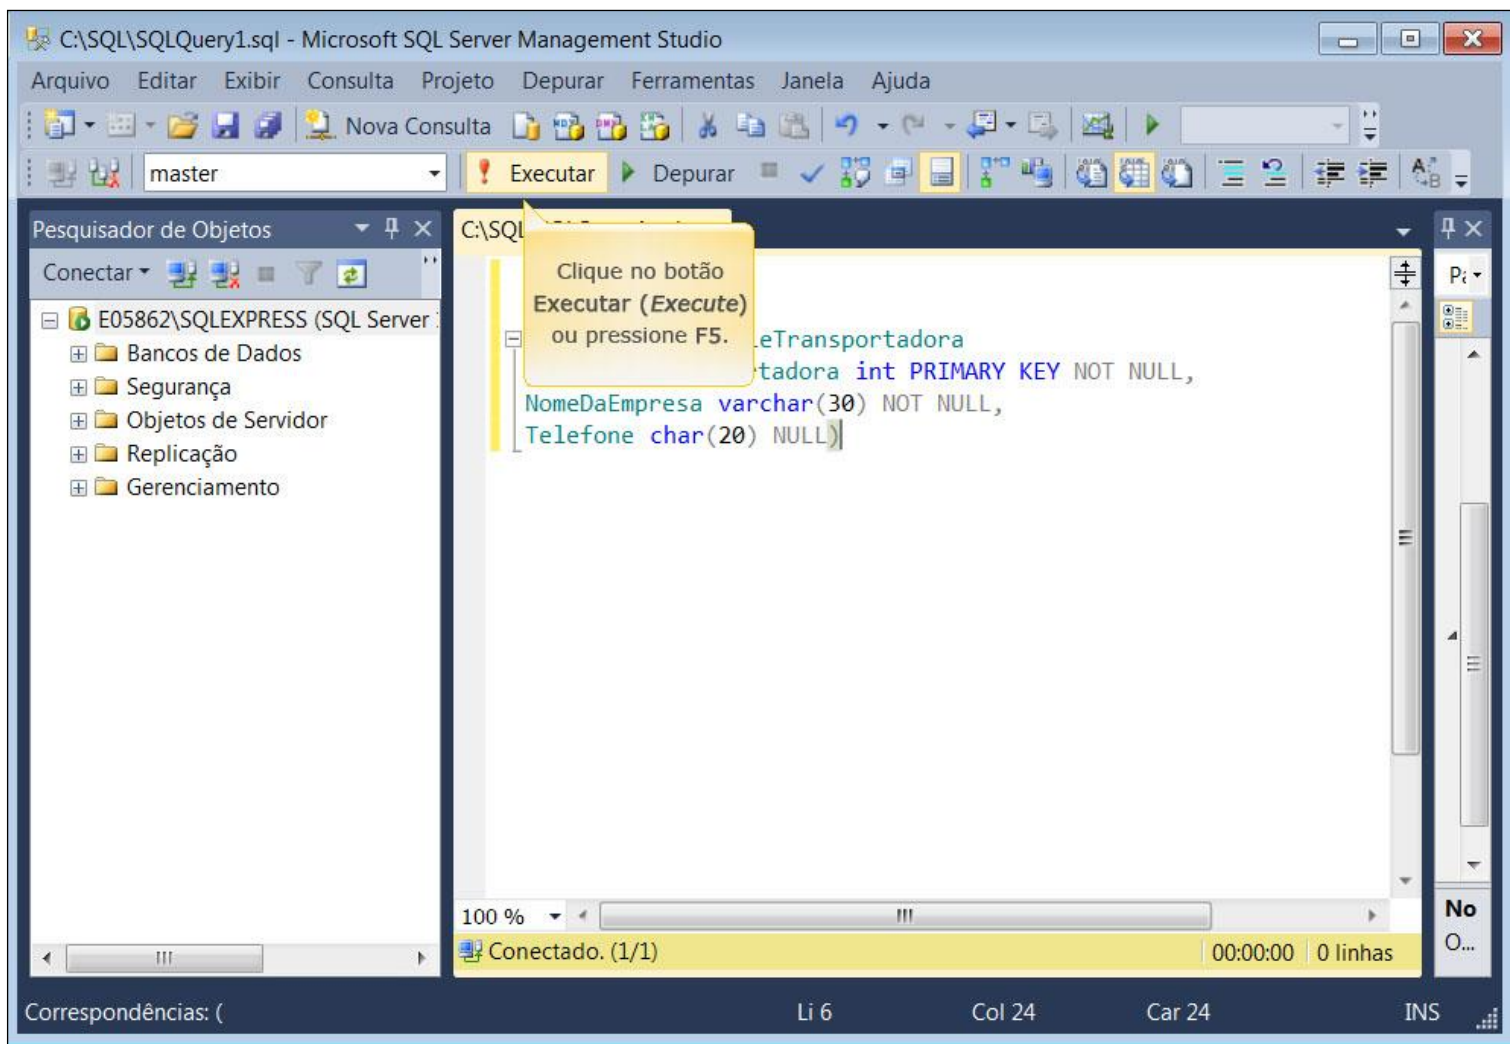 C:\SQL\SQLQuery1.sql - Microsoft SQL Server Management Studio
Arquivo Editar Exibir Consulta Projeto Depurar Ferramentas Janela Ajuda
Nova Consulta
master
Executar
Depurar
Pesquisador de Objetos
Conectar
E05862\SQLEXPRESS (SQL Server
Bancos de Dados
Segurança
Objetos de Servidor
Replicação
Gerenciamento
C:\SQL
Clique no botão
Executar (Execute)
ou pressione F5.
eTransportadora
tadora int PRIMARY KEY NOT NULL,
NomeDaEmpresa varchar(30) NOT NULL,
Telefone char(20) NULL)
100 %
Conectado. (1/1)
00:00:00
0 linhas
No
O...
Correspondências: (
Li 6
Col 24
Car 24
INS